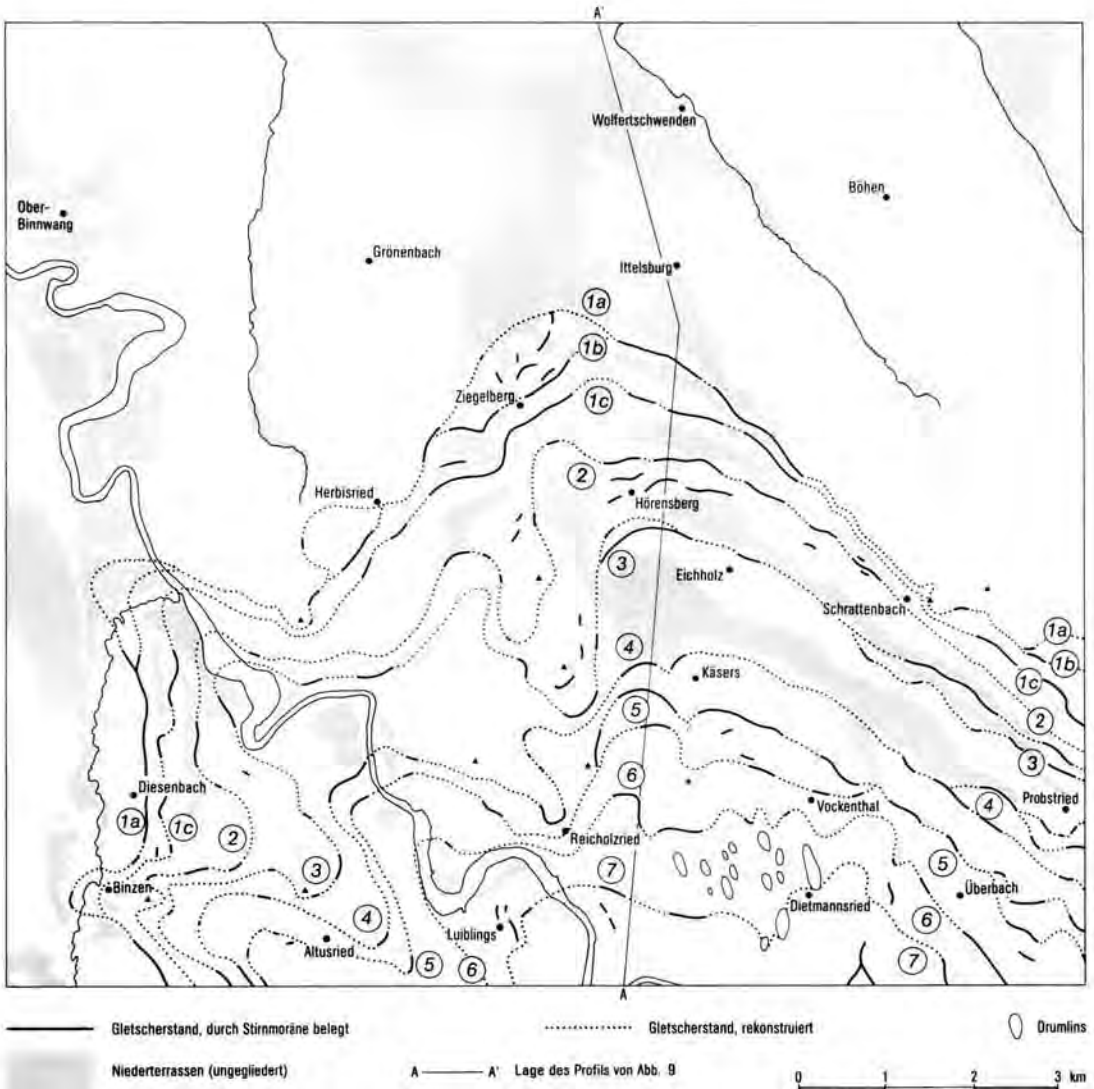 A'
Wolfertschwenden
Böhen
Ober-
Binnwang
Grönenbach
Ittelsburg
1a
1b
Ziegelberg
1c
2
Herbisried
Hörensberg
3
Eichholz
Schrattenbach
1a
4
Käsers
1b
1c
5
2
3
6
Diesenbach
Vockenthal
4
Probstried
1a
1c
2
Reicholzried
5
3
7
Binzen
Dietmannsried
Überbach
4
6
Altusried
Luiblings
5
6
7
A
Gletscherstand, durch Stirnmoräne belegt
Gletscherstand, rekonstruiert
Drumlins
Niederterrassen (ungegliedert)
A A' Lage des Profils von Abb. 9
0 1 2 3 km